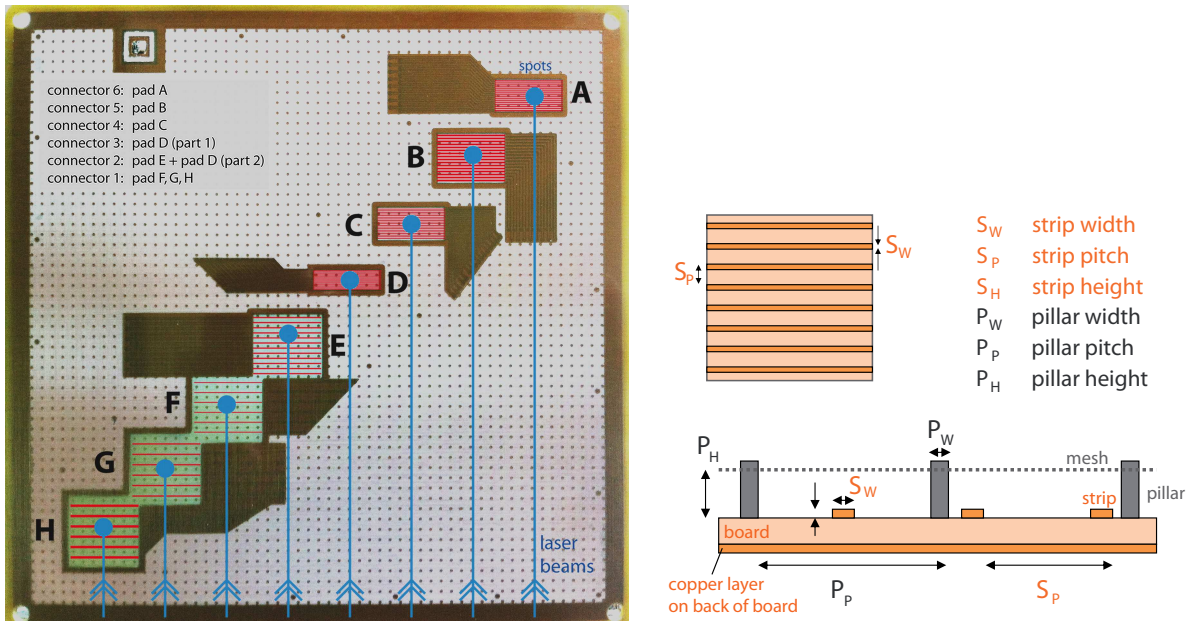 connector 6: pad A
connector 5: pad B
connector 4: pad C
connector 3: pad D (part 1)
connector 2: pad E + pad D (part 2)
connector 1: pad F, G, H
spots
A
B
C
D
E
F
G
H
laser
beams
S_W
S_P
S_W strip width
S_P strip pitch
S_H strip height
P_W pillar width
P_P pillar pitch
P_H pillar height
P_H
P_W
mesh
S_W
strip
pillar
board
copper layer
on back of board
P_P
S_P